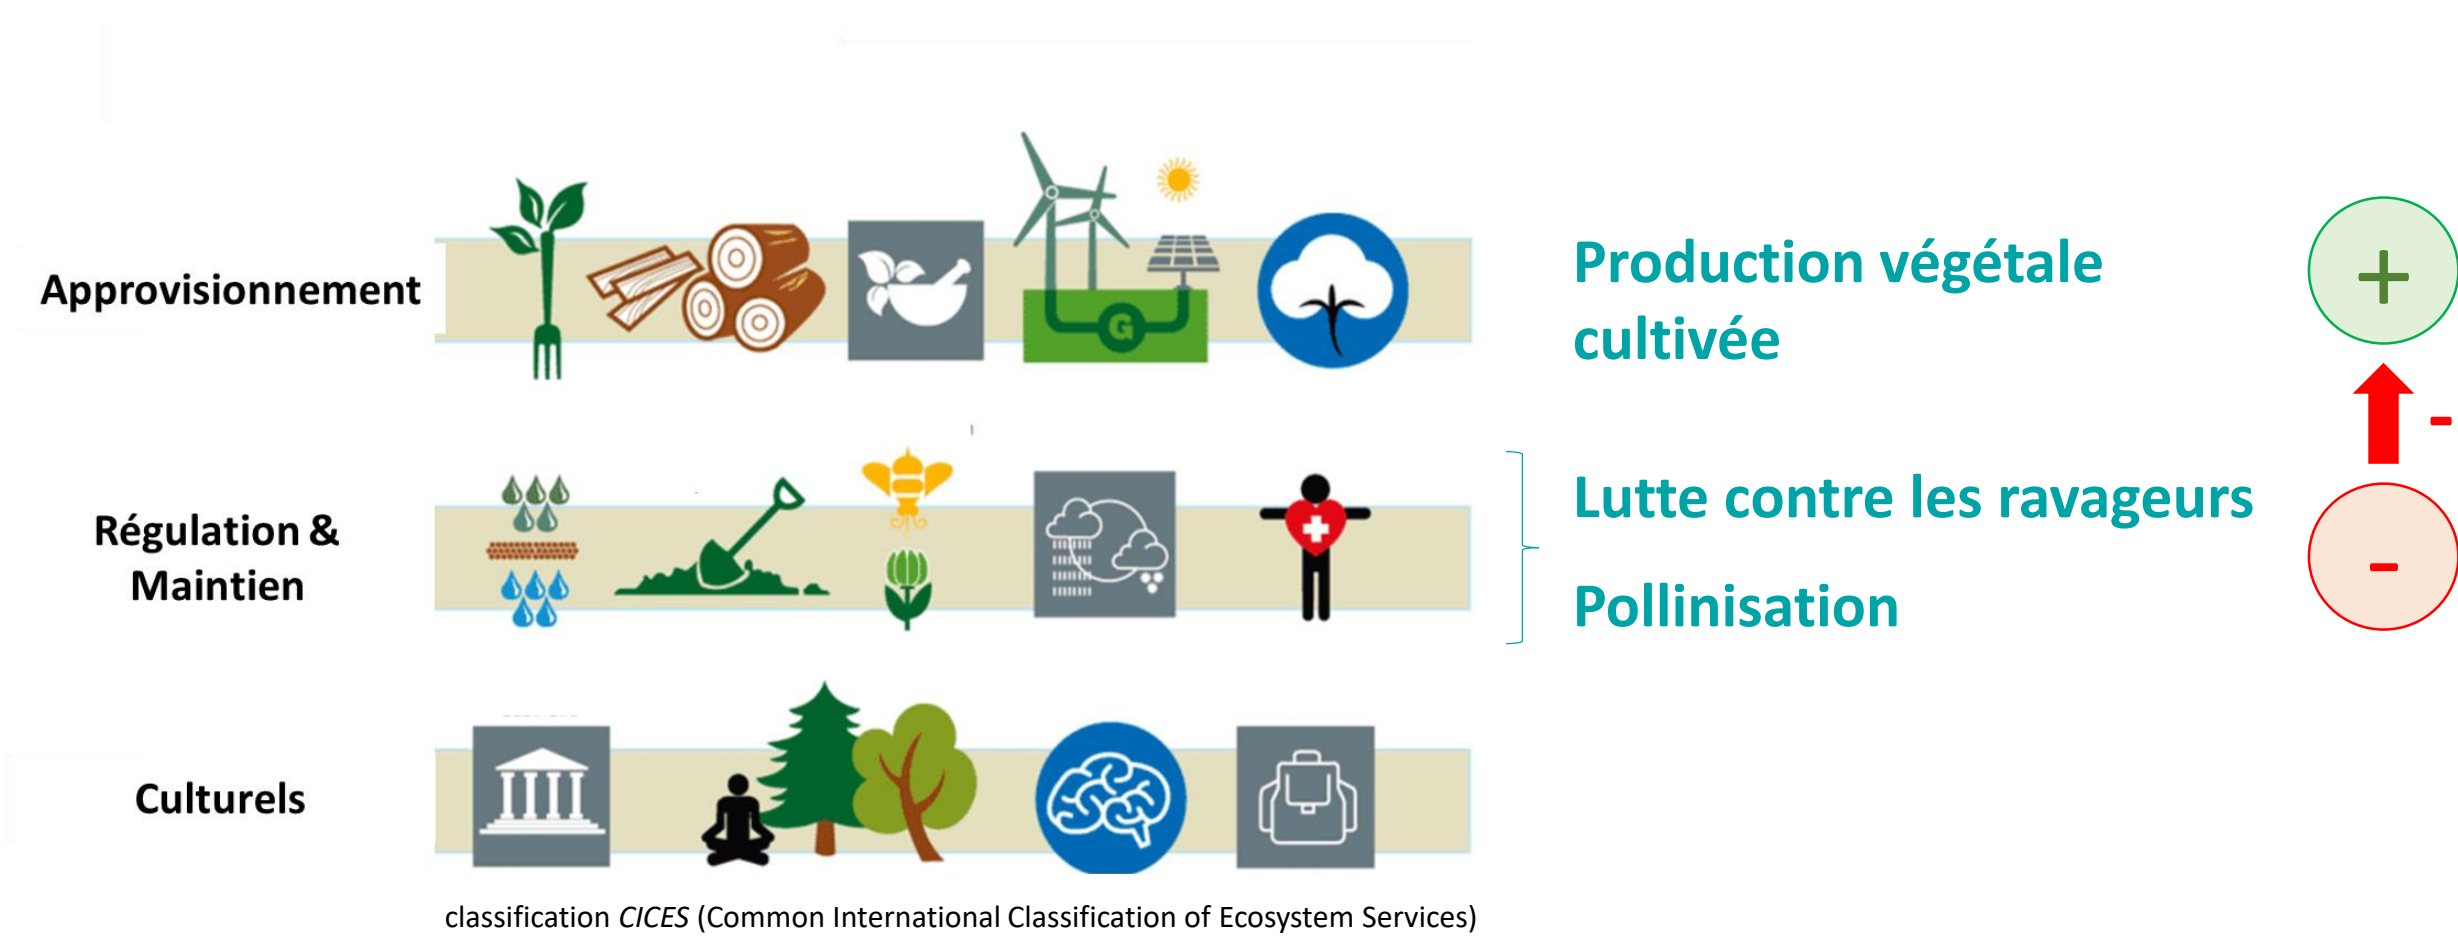 Approvisionnement
G
Production végétale
cultivée
+
-
Régulation &
Maintien
Lutte contre les ravageurs
Pollinisation
-
Culturels
classification CICES (Common International Classification of Ecosystem Services)